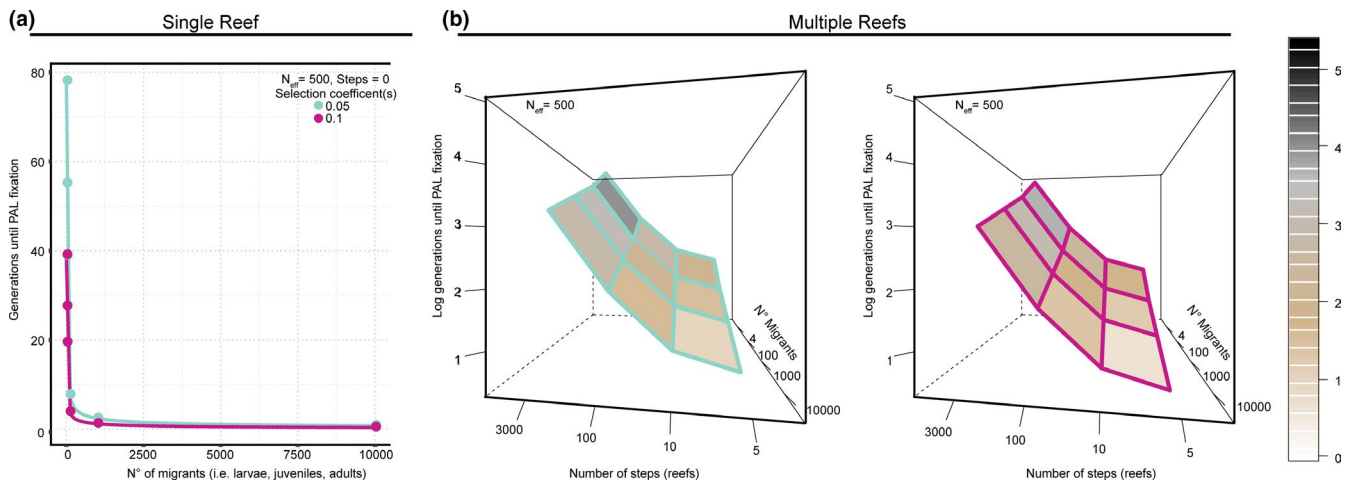 (a)
Single Reef
80
60
40
20
0
Generations until PAL fixation
Neff= 500, Steps = 0
Selection coefficent(s)
0.05
0.1
0
2500
5000
7500
10000
N° of migrants (i.e. larvae, juveniles, adults)
(b)
Multiple Reefs
Neff= 500
5
4
3
2
1
Log generations until PAL fixation
3000
100
10
5
Number of steps (reefs)
4
100
1000
10000
N° Migrants
Neff= 500
5
4
3
2
1
Log generations until PAL fixation
3000
100
10
5
Number of steps (reefs)
4
100
1000
10000
N° Migrants
5
4
3
2
1
0